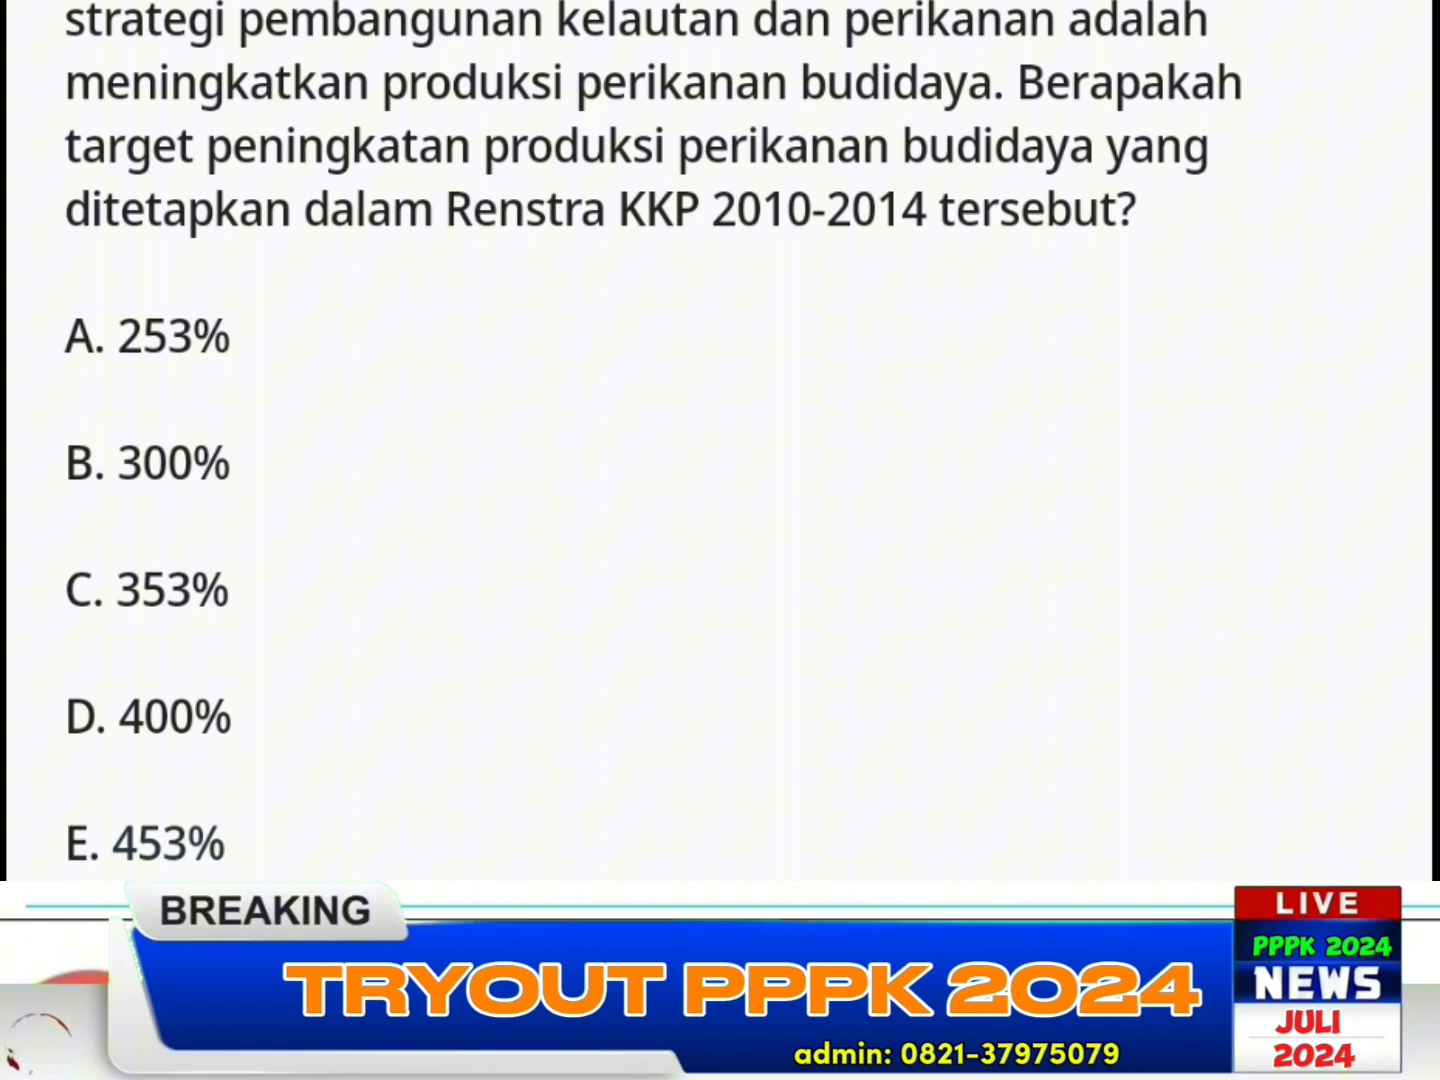 strategi pembangunan kelautan dan perikanan adalah
meningkatkan produksi perikanan budidaya. Berapakah
target peningkatan produksi perikanan budidaya yang
ditetapkan dalam Renstra KKP 2010-2014 tersebut?
A. 253%
B. 300%
C. 353%
D. 400%
E. 453%
BREAKING
TRYOUT PPPK 2024
admin: 0821-37975079
LIVE
PPPK 2024
NEWS
JULI
2024